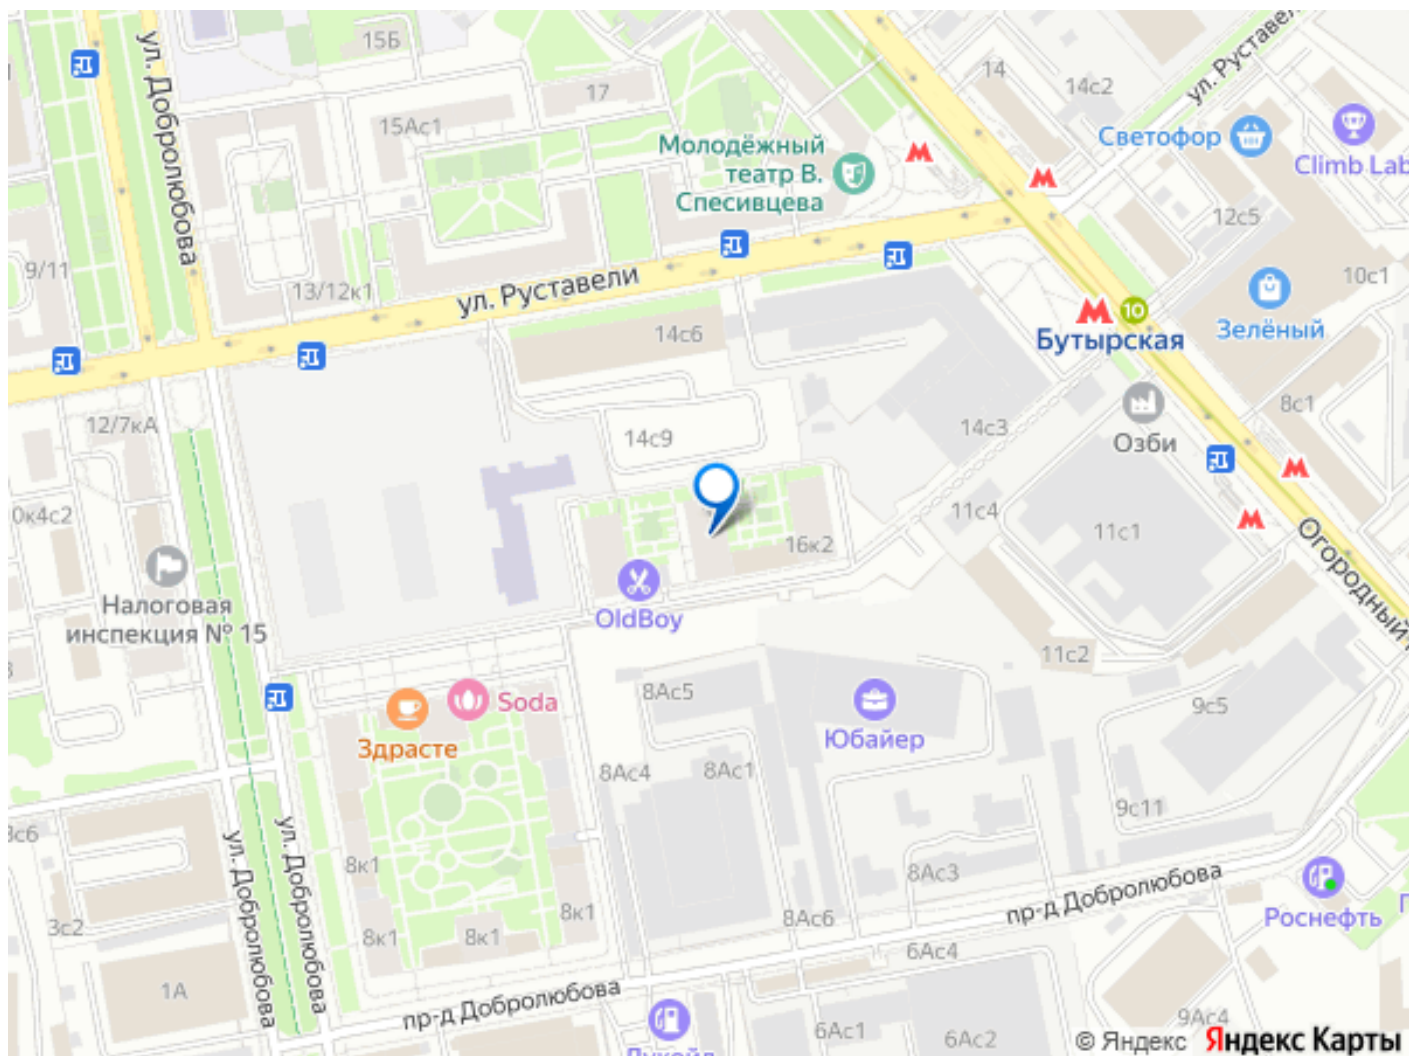 15Б
ул. Добролюбова
17
15Ас1
14
14с2
ул. Руставели
Светофор
Climb Lab
Молодёжный
театр В.
Спесивцева
12с5
9/11
13/12к1
ул. Руставели
10с1
10
Бутырская
Зелёный
14с6
12/7кА
14с9
14с3
8с1
Озби
0к4с2
11с4
11с1
16к2
Огородный
Налоговая
инспекция № 15
OldBoy
11с2
8Ас5
9с5
Soda
Здрасте
Юбайер
8Ас4
8Ас1
9с11
3с6
ул. Добролюбова
ул. Добролюбова
8к1
8Ас3
пр-д Добролюбова
Роснефть
3с2
8к1
8к1
8к1
8Ас6
6Ас4
1А
пр-д Добролюбова
6Ас1
6Ас2
9Ас4
Лукойл
© Яндекс Яндекс Карты